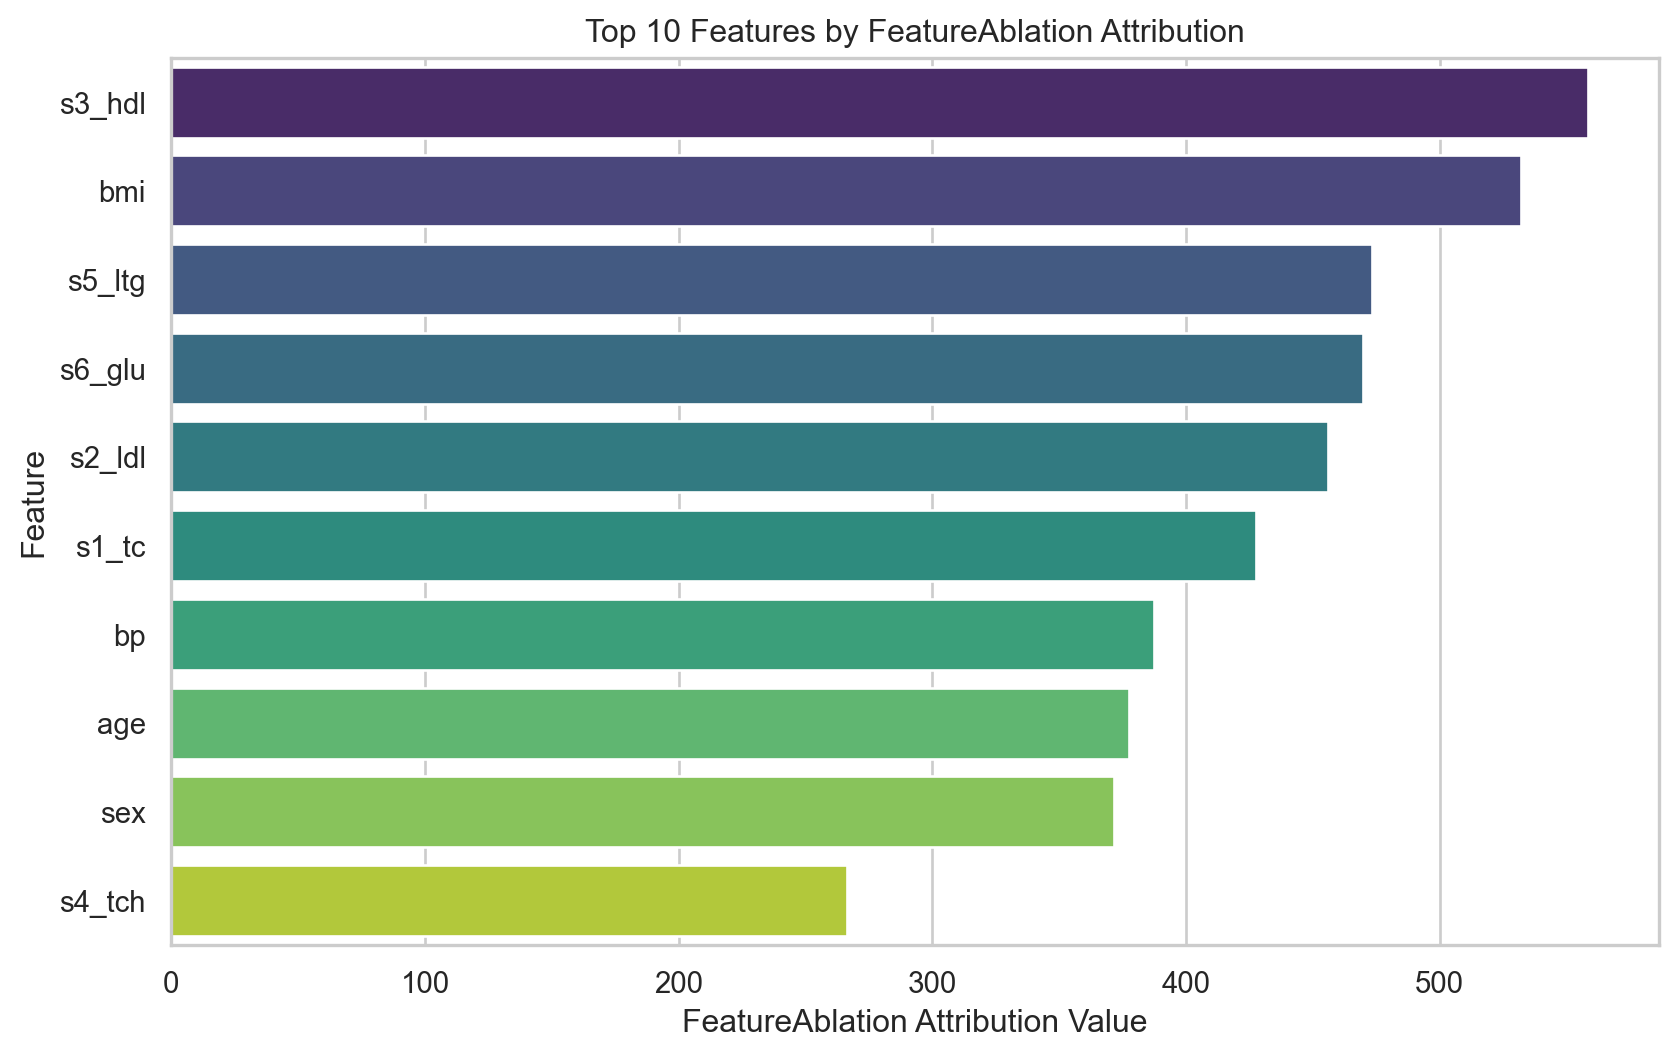 Top 10 Features by FeatureAblation Attribution
Feature
s3_hdl
bmi
s5_ltg
s6_glu
s2_ldl
s1_tc
bp
age
sex
s4_tch
0 100 200 300 400 500
FeatureAblation Attribution Value